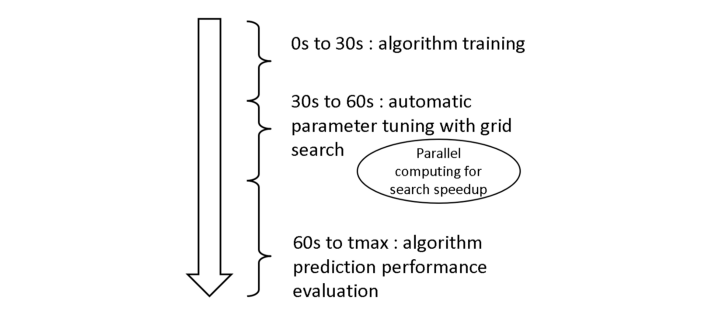 0s to 30s : algorithm training
30s to 60s : automatic
parameter tuning with grid
search
Parallel
computing for
search speedup
60s to tmax : algorithm
prediction performance
evaluation